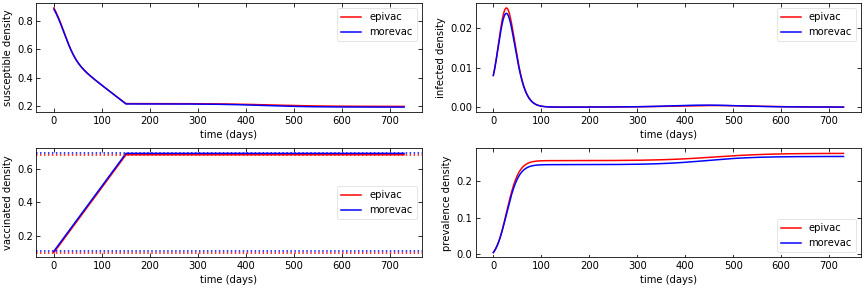 susceptible density
0.8
0.6
0.4
0.2
epivac
morevac
0 100 200 300 400 500 600 700
time (days)
infected density
0.02
0.01
0.00
epivac
morevac
0 100 200 300 400 500 600 700
time (days)
vaccinated density
0.6
0.4
0.2
epivac
morevac
0 100 200 300 400 500 600 700
time (days)
prevalence density
0.2
0.1
0.0
epivac
morevac
0 100 200 300 400 500 600 700
time (days)